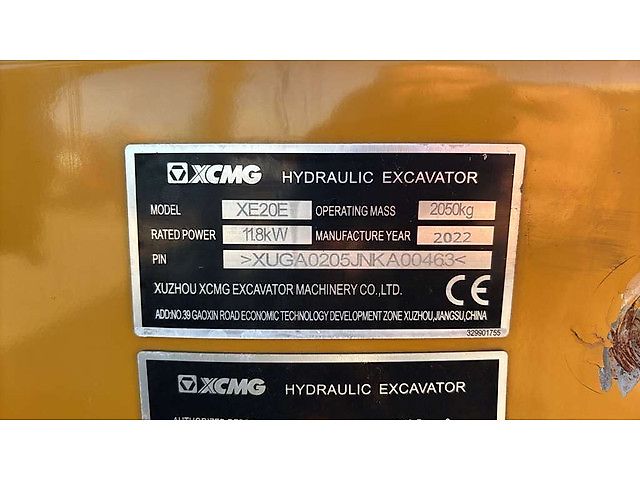 XCMG HYDRAULIC EXCAVATOR
MODEL XE20E OPERATING MASS 2050kg
RATED POWER 11.8kW MANUFACTURE YEAR 2022
PIN >XUGA0205JNKA00463<
XUZHOU XCMG EXCAVATOR MACHINERY CO.,LTD. CE
ADD:NO.39 GAOXIN ROAD ECONOMIC TECHNOLOGY DEVELOPMENT ZONE XUZHOU,JIANGSU,CHINA
329901755
XCMG HYDRAULIC EXCAVATOR